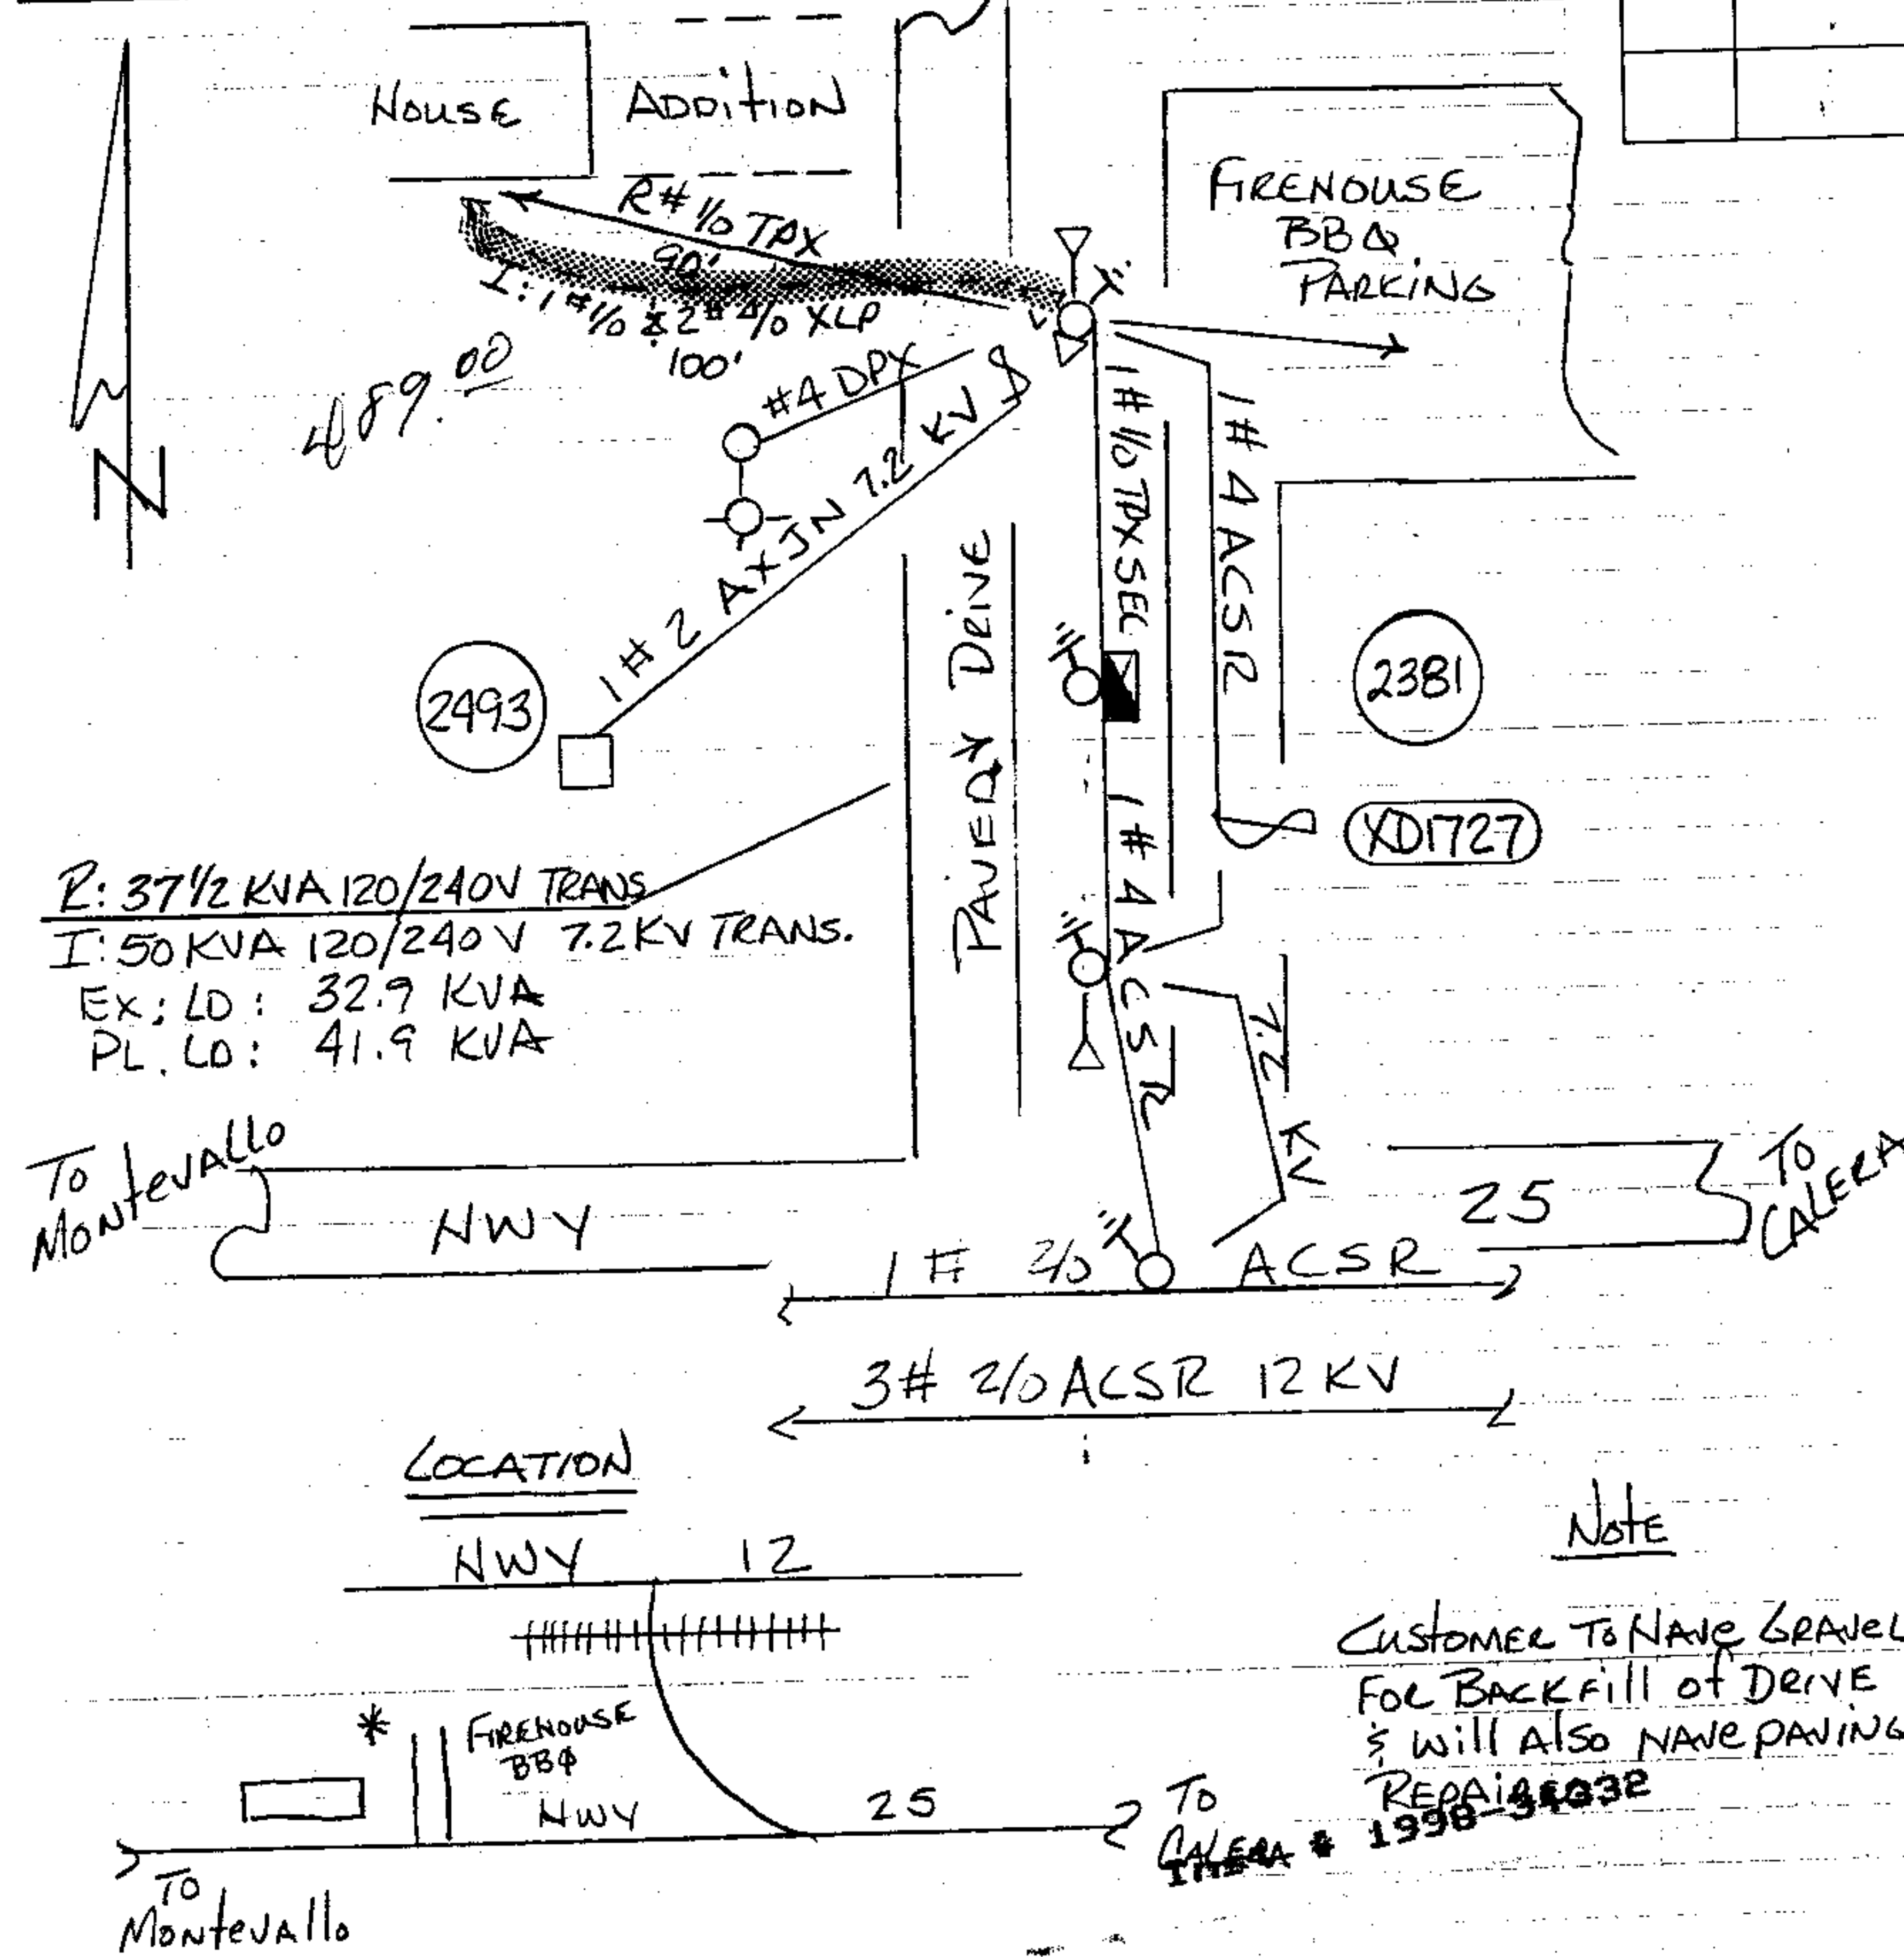 HOUSE
ADDITION
FIREHOUSE
BBQ
PARKING
R # 1/0 TPX
90'
I: 1 #1/0 & 2 # 4/0 XLP
100'
489.00
#4 DPX
1 # 2 AXJN 7.2 KV
N
1 # 1/0 TPX SEC
1 # 4 ACSR
PAVED DRIVE
2493
2381
XD1727
1 # 4 ACSR
7.2 KV
R: 37 1/2 KVA 120/240V TRANS
I: 50 KVA 120/240 V 7.2 KV TRANS.
EX: LD: 32.9 KVA
PL. LD: 41.9 KVA
TO
MONTEVALLO
HWY
25
TO
CALERA
1 # 2/0 ACSR
3# 2/0 ACSR 12 KV
LOCATION
HWY 12
*
FIREHOUSE
BBQ
HWY 25
TO
CALERA
TO
MONTEVALLO
NOTE
CUSTOMER TO HAVE GRAVEL
FOR BACKFILL OF DRIVE
& WILL ALSO HAVE PAVING